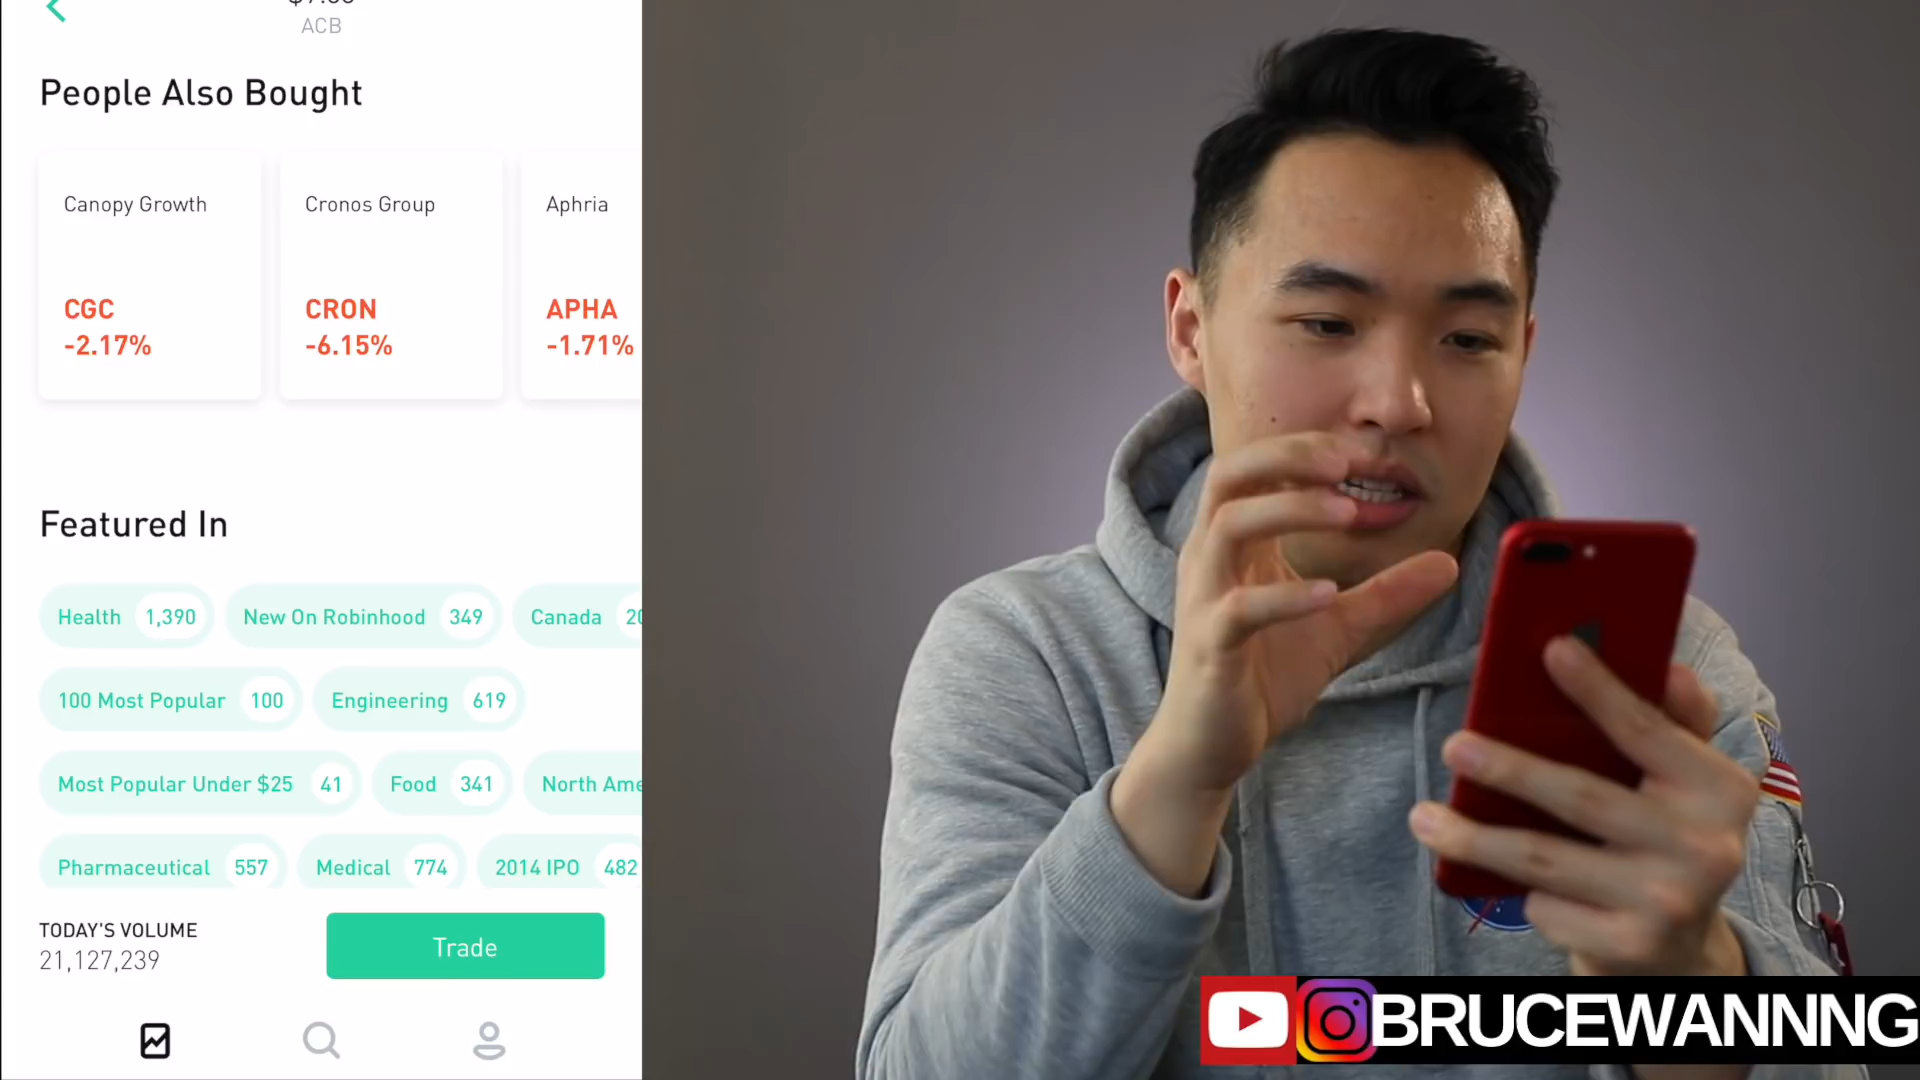 ACB
People Also Bought
Canopy Growth
CGC
-2.17%
Cronos Group
CRON
-6.15%
Aphria
APHA
-1.71%
Featured In
Health 1,390
New On Robinhood 349
Canada
100 Most Popular 100
Engineering 619
Most Popular Under $25 41
Food 341
North Ame
Pharmaceutical 557
Medical 774
2014 IPO 482
TODAY'S VOLUME
21,127,239
Trade
BRUCEWANNNG